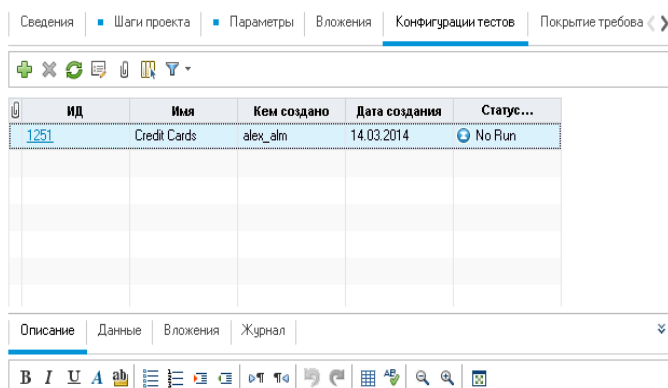 Сведения Шаги проекта Параметры Вложения Конфигурации тестов Покрытие требова
ИД Имя Кем создано Дата создания Статус...
1251 Credit Cards alex_alm 14.03.2014 No Run
Описание Данные Вложения Журнал
B I U A ab